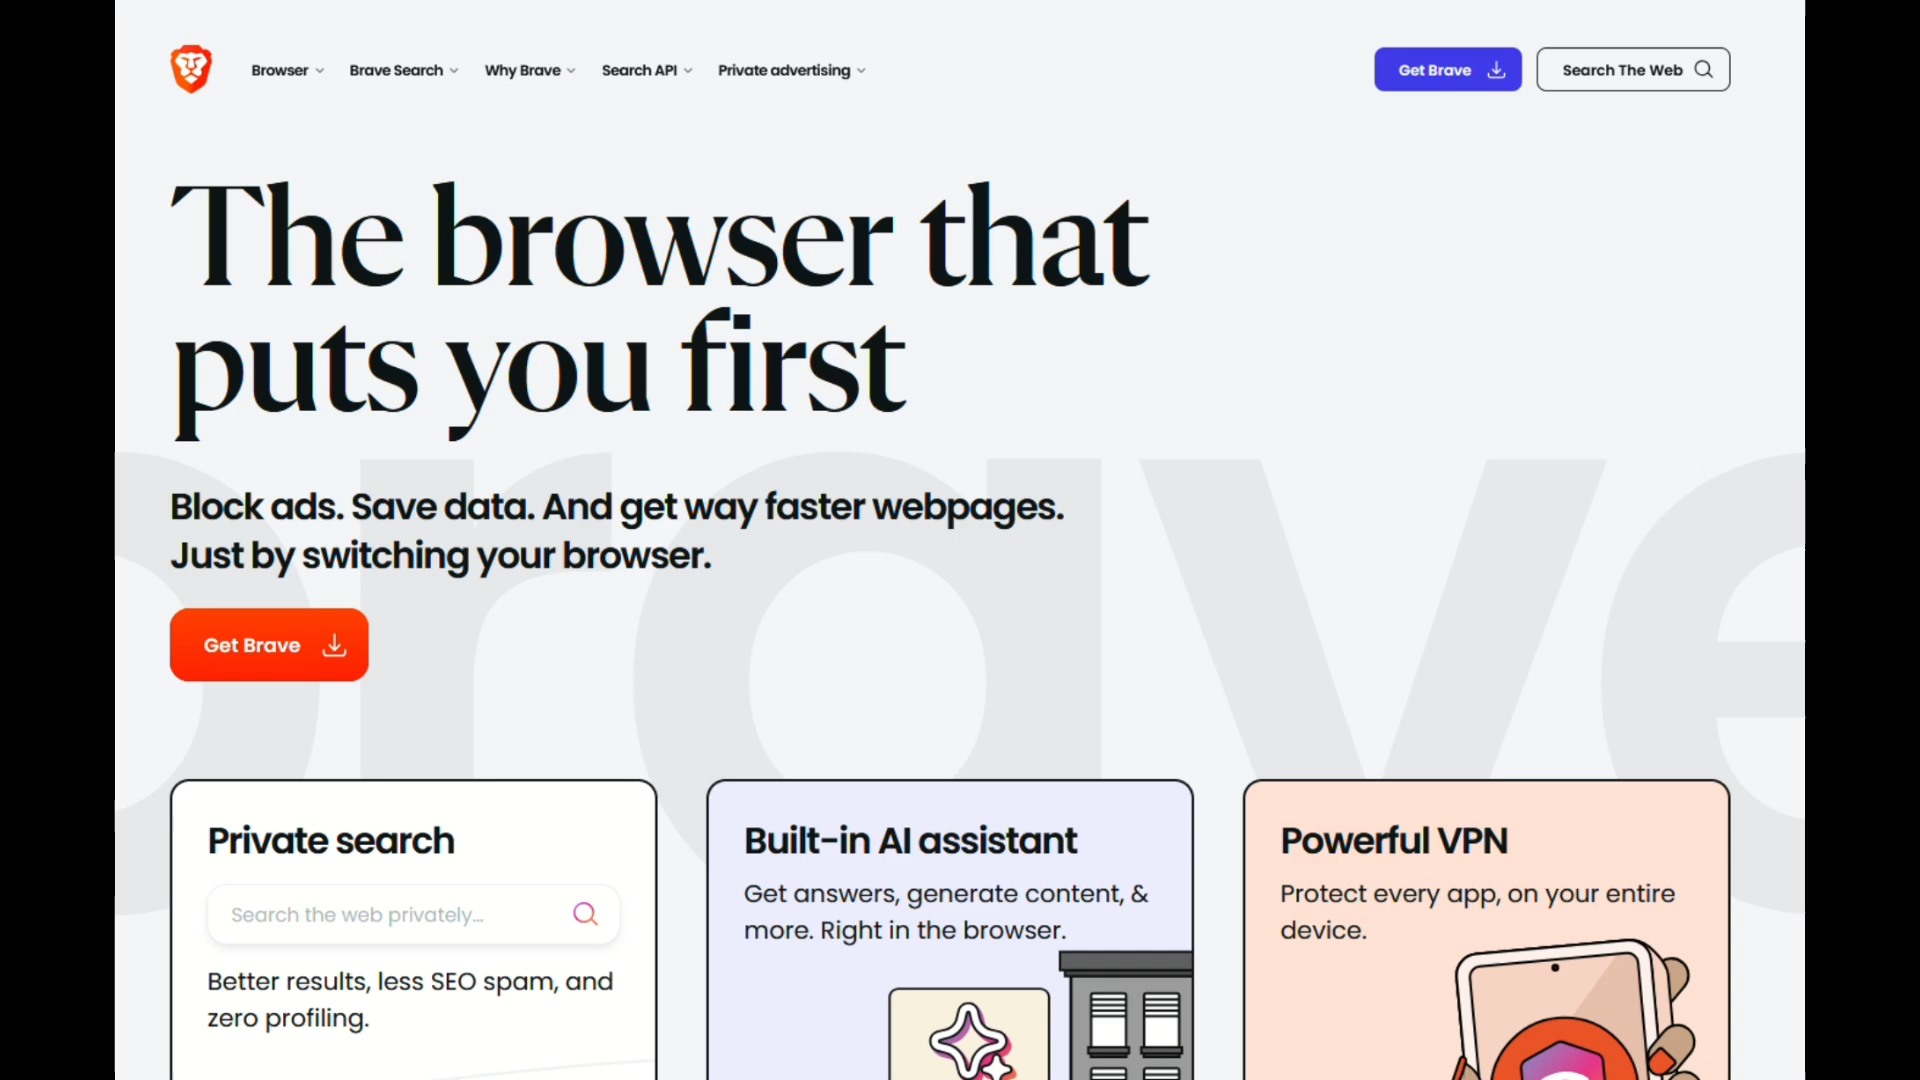 Browser
Brave Search
Why Brave
Search API
Private advertising
Get Brave
Search The Web
The browser that
puts you first
brave
Block ads. Save data. And get way faster webpages.
Just by switching your browser.
Get Brave
Private search
Search the web privately...
Better results, less SEO spam, and
zero profiling.
Built-in AI assistant
Get answers, generate content, &
more. Right in the browser.
Powerful VPN
Protect every app, on your entire
device.